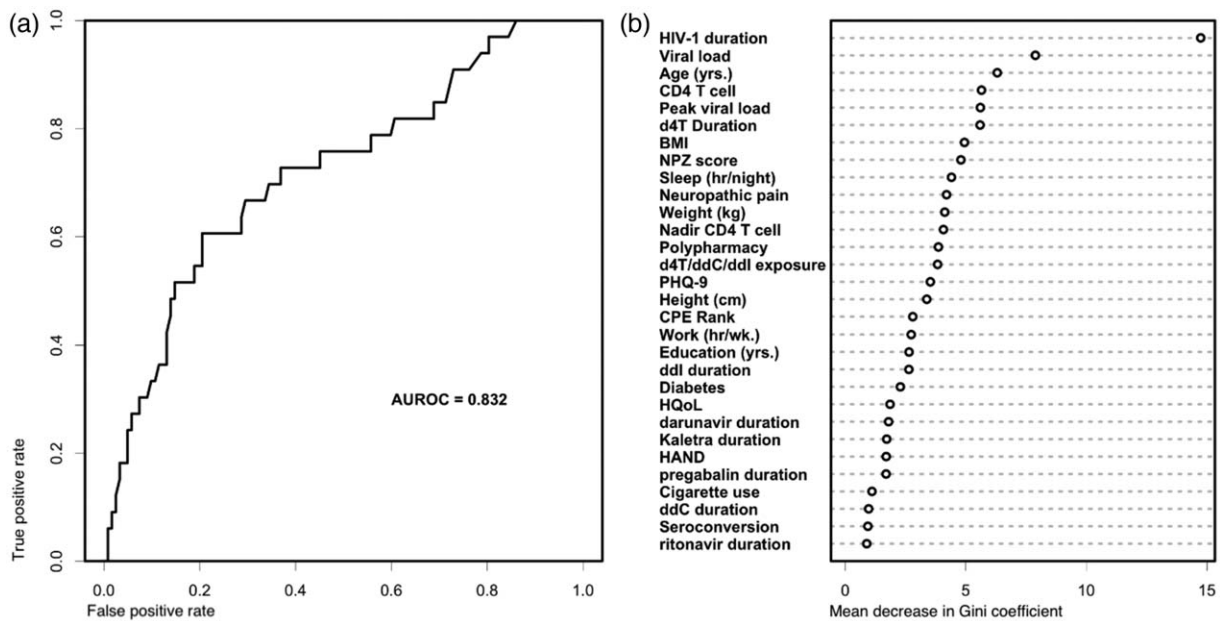 (a)
1.0
0.8
0.6
0.4
0.2
0.0
True positive rate
AUROC = 0.832
0.0 0.2 0.4 0.6 0.8 1.0
False positive rate
(b)
HIV-1 duration
Viral load
Age (yrs.)
CD4 T cell
Peak viral load
d4T Duration
BMI
NPZ score
Sleep (hr/night)
Neuropathic pain
Weight (kg)
Nadir CD4 T cell
Polypharmacy
d4T/ddC/ddI exposure
PHQ-9
Height (cm)
CPE Rank
Work (hr/wk.)
Education (yrs.)
ddI duration
Diabetes
HQoL
darunavir duration
Kaletra duration
HAND
pregabalin duration
Cigarette use
ddC duration
Seroconversion
ritonavir duration
0 5 10 15
Mean decrease in Gini coefficient